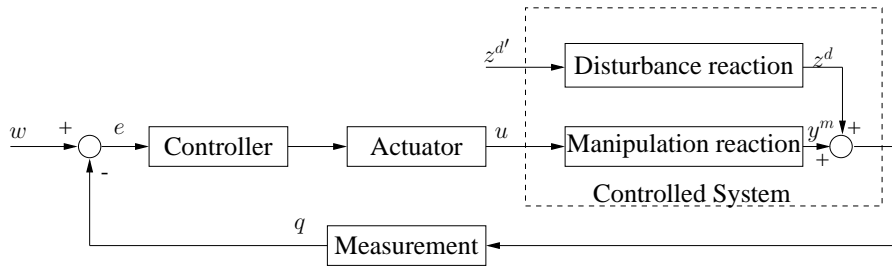 z^{d'}
Disturbance reaction
z^d
w
+
e
Controller
Actuator
u
Manipulation reaction
y^m
+
+
-
Controlled System
q
Measurement